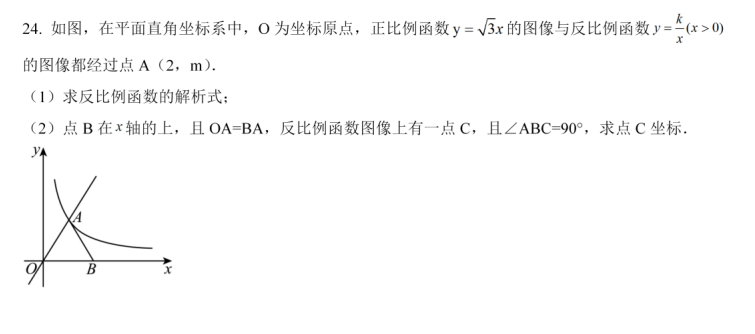 24. 如图，在平面直角坐标系中，O 为坐标原点，正比例函数 y = √3x 的图像与反比例函数 y = k/x (x > 0)
的图像都经过点 A（2，m）.
（1）求反比例函数的解析式；
（2）点 B 在 x 轴的上，且 OA=BA，反比例函数图像上有一点 C，且∠ABC=90°，求点 C 坐标.
y
A
O
B
x